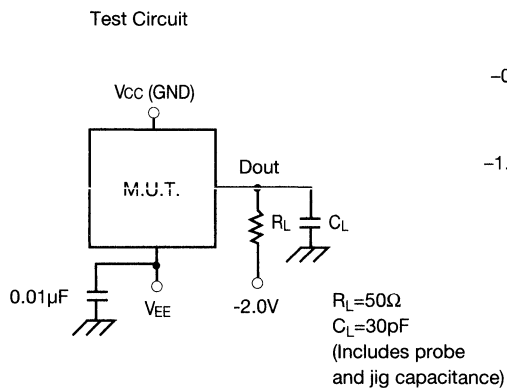 Test Circuit
Vcc (GND)
M.U.T.
Dout
RL
CL
0.01µF
VEE
-2.0V
RL=50Ω
CL=30pF
(Includes probe
and jig capacitance)